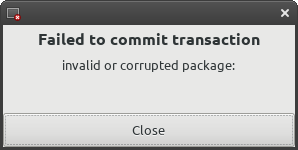 Failed to commit transaction
invalid or corrupted package:
Close